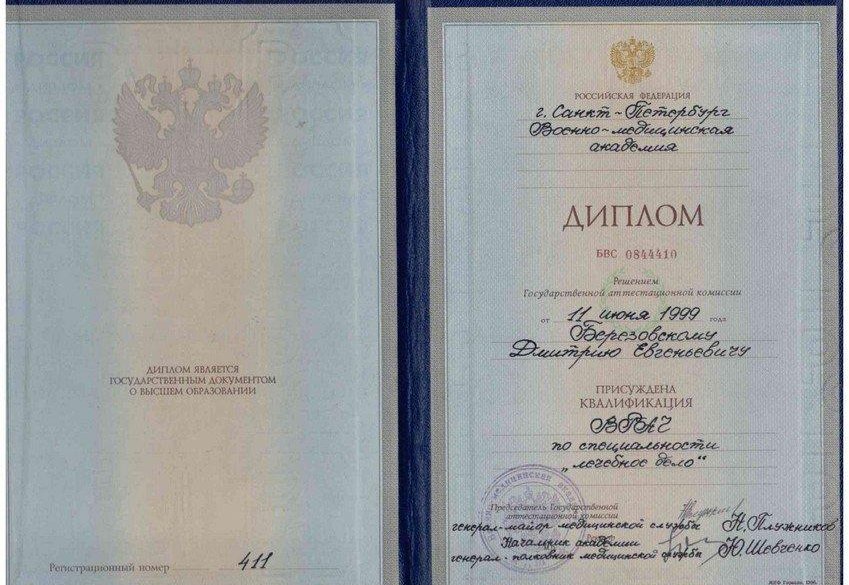 ДИПЛОМ ЯВЛЯЕТСЯ
ГОСУДАРСТВЕННЫМ ДОКУМЕНТОМ
О ВЫСШЕМ ОБРАЗОВАНИИ
Регистрационный номер 411
РОССИЙСКАЯ ФЕДЕРАЦИЯ
г. Санкт-Петербург
Военно-медицинская
академия
ДИПЛОМ
БВС 0844410
Решением
Государственной аттестационной комиссии
от 11 июня 1999 года
Березовскому
Дмитрию Евгеньевичу
ПРИСУЖДЕНА
КВАЛИФИКАЦИЯ
ВРАЧ
по специальности
„лечебное дело"
Председатель Государственной
аттестационной комиссии
генерал-майор медицинской службы Н. Плужников
Начальник академии
генерал-полковник медицинской службы Ю. Шевченко